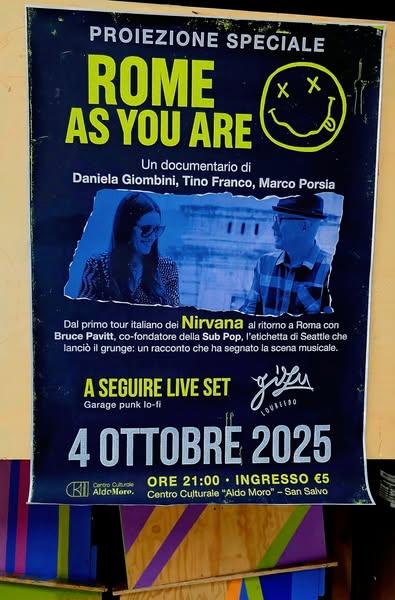 PROIEZIONE SPECIALE
ROME
AS YOU ARE
Un documentario di
Daniela Giombini, Tino Franco, Marco Porsia
Dal primo tour italiano dei Nirvana al ritorno a Roma con
Bruce Pavitt, co-fondatore della Sub Pop, l'etichetta di Seattle che
lanciò il grunge: un racconto che ha segnato la scena musicale.
A SEGUIRE LIVE SET
Garage punk lo-fi
gizu
LOUREEDO
4 OTTOBRE 2025
Centro Culturale
Aldo Moro.
ORE 21:00 • INGRESSO €5
Centro Culturale "Aldo Moro" – San Salvo